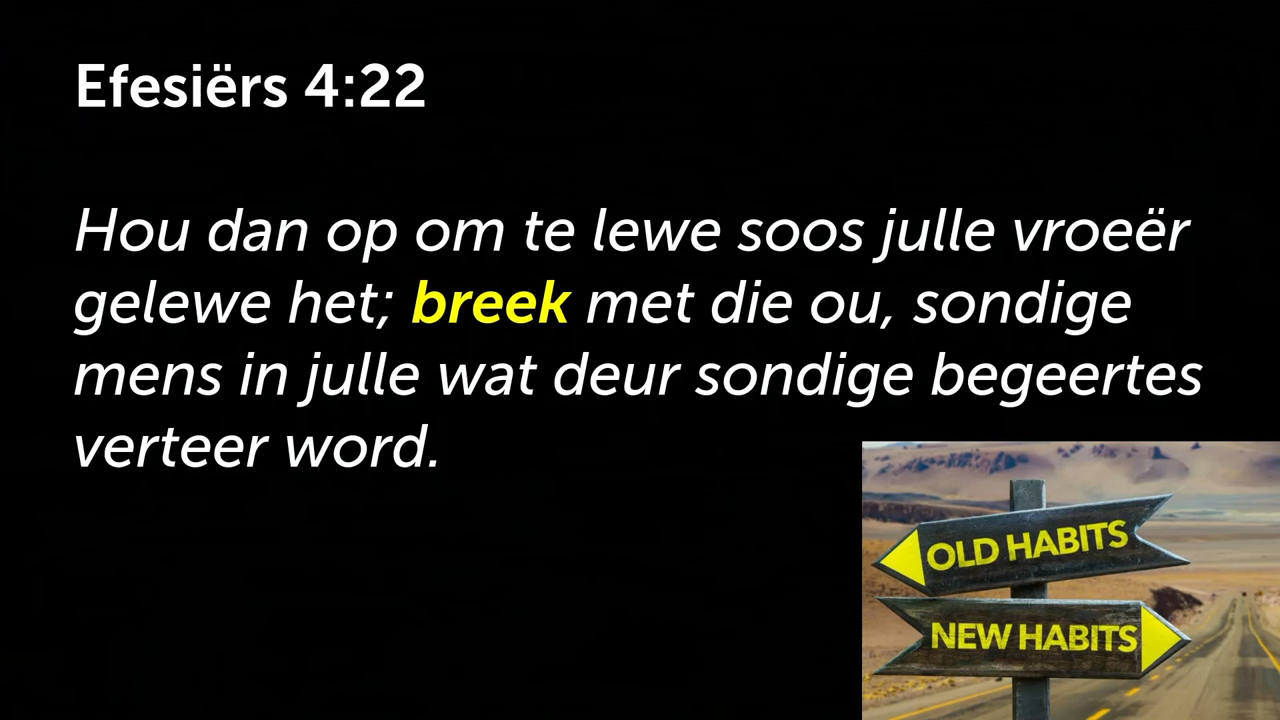 Efesiërs 4:22
Hou dan op om te lewe soos julle vroeër
gelewe het; breek met die ou, sondige
mens in julle wat deur sondige begeertes
verteer word.
OLD HABITS
NEW HABITS